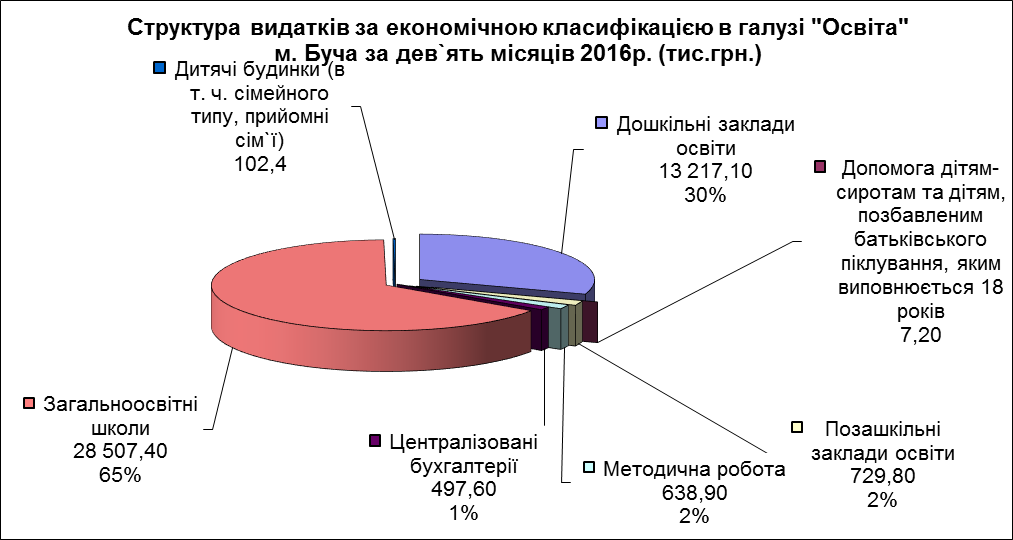 Структура видатків за економічною класифікацією в галузі "Освіта"
м. Буча за дев`ять місяців 2016р. (тис.грн.)
Дитячі будинки (в
т. ч. сімейного
типу, прийомні
сім`ї)
102,4
Дошкільні заклади
освіти
13 217,10
30%
Допомога дітям-
сиротам та дітям,
позбавленим
батьківського
піклування, яким
виповнюється 18
років
7,20
Загальноосвітні
школи
28 507,40
65%
Централізовані
бухгалтерії
497,60
1%
Методична робота
638,90
2%
Позашкільні
заклади освіти
729,80
2%